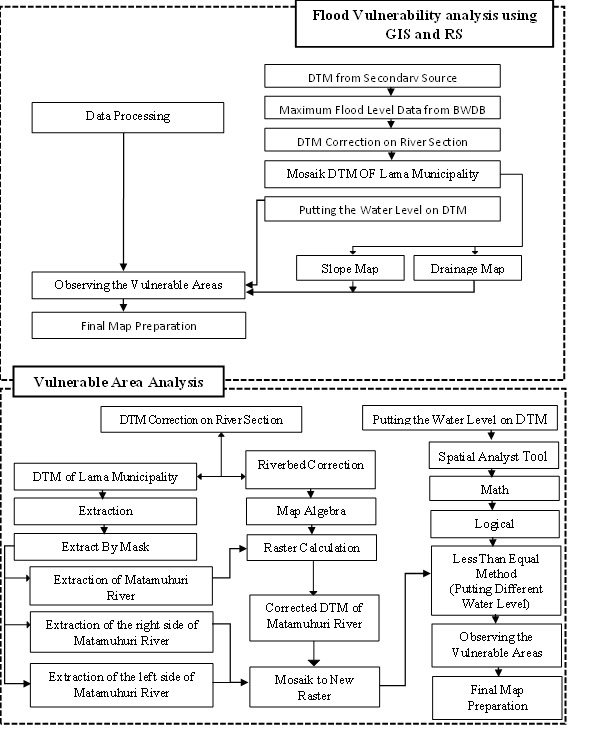 Flood Vulnerability analysis using
GIS and RS
DTM from Secondary Source
Data Processing
Maximum Flood Level Data from BWDB
DTM Correction on River Section
Mosaik DTM OF Lama Municipality
Putting the Water Level on DTM
Slope Map
Drainage Map
Observing the Vulnerable Areas
Final Map Preparation
Vulnerable Area Analysis
DTM Correction on River Section
Putting the Water Level on DTM
DTM of Lama Municipality
Riverbed Correction
Spatial Analyst Tool
Extraction
Map Algebra
Math
Extract By Mask
Raster Calculation
Logical
Extraction of Matamuhuri
River
Less Than Equal
Method
(Putting Different
Water Level)
Extraction of the right side of
Matamuhuri River
Corrected DTM of
Matamuhuri River
Observing the
Vulnerable Areas
Extraction of the left side of
Matamuhuri River
Mosaik to New
Raster
Final Map
Preparation